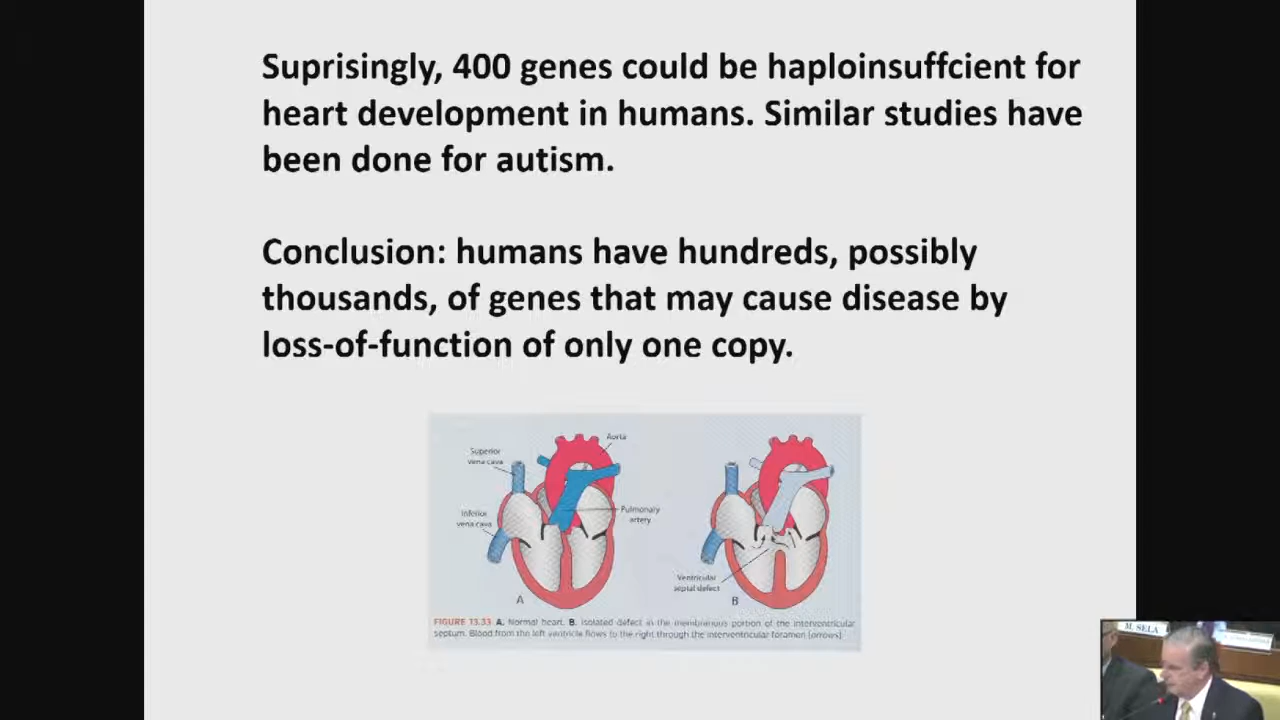 Suprisingly, 400 genes could be haploinsuffcient for
heart development in humans. Similar studies have
been done for autism.
Conclusion: humans have hundreds, possibly
thousands, of genes that may cause disease by
loss-of-function of only one copy.
Aorta
Superior
vena cava
Inferior
vena cava
Pulmonary
artery
Ventricular
septal defect
A
B
FIGURE 13.33 A. Normal heart. B. Isolated defect in the membranous portion of the interventricular
septum. Blood from the left ventricle flows to the right through the interventricular foramen (arrows)
M. SELA